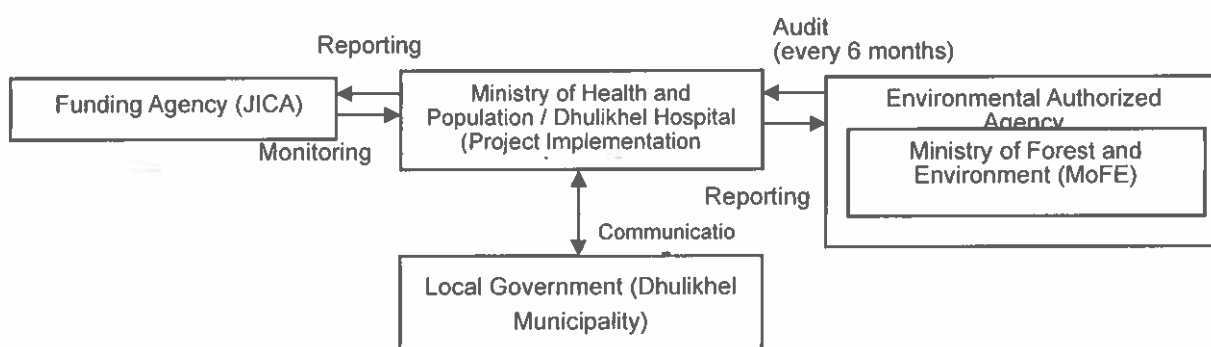 Reporting
Audit
(every 6 months)
Funding Agency (JICA)
Monitoring
Ministry of Health and
Population / Dhulikhel Hospital
(Project Implementation
Environmental Authorized
Agency
Ministry of Forest and
Environment (MoFE)
Reporting
Communicatio
Local Government (Dhulikhel
Municipality)